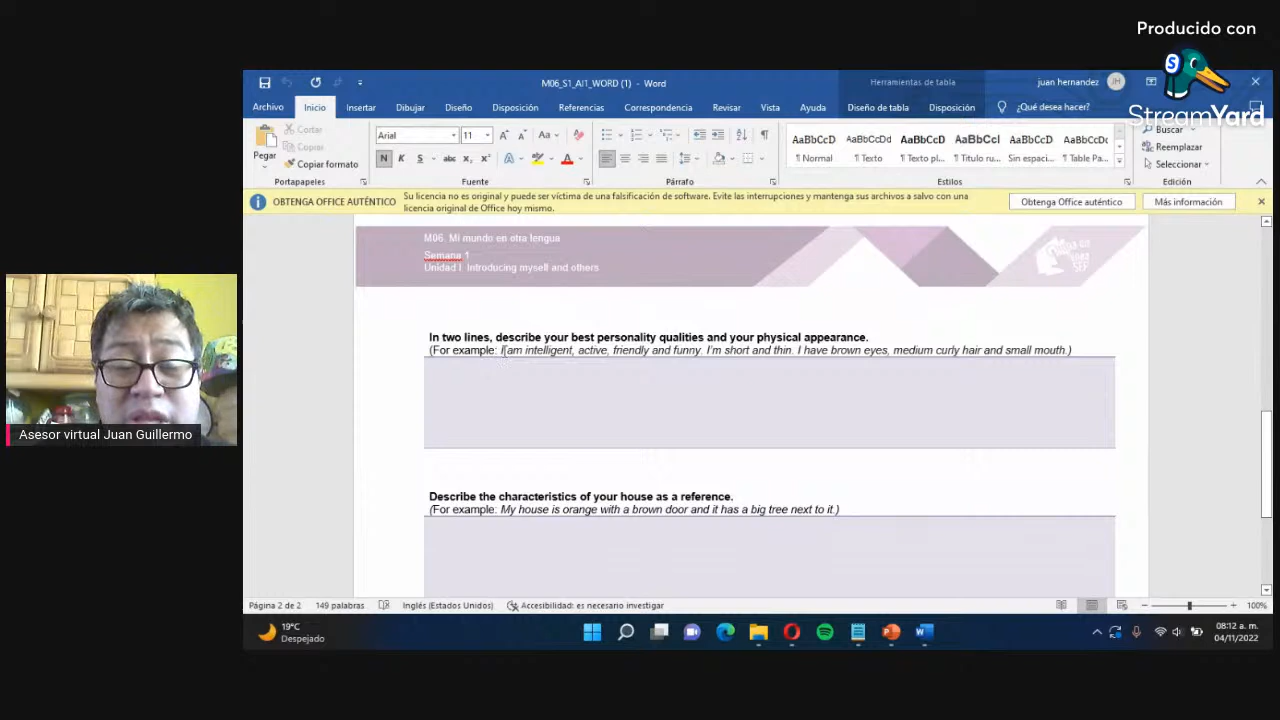 Producido con
StreamYard
M06_S1_AI1_WORD (1) - Word
Herramientas de tabla
juan hernandez
JH
Archivo
Inicio
Insertar
Dibujar
Diseño
Disposición
Referencias
Correspondencia
Revisar
Vista
Ayuda
Diseño de tabla
Disposición
¿Qué desea hacer?
Pegar
Cortar
Copiar
Copiar formato
Portapapeles
Arial
11
Fuente
Párrafo
AaBbCcD
¶ Normal
AaBbCcDd
¶ Texto
AaBbCcD
¶ Texto pl...
AaBbCcI
¶ Titulo ru...
AaBbCcD
Sin espaci...
AaBbCcDc
¶ Table Pa...
Estilos
Buscar
Reemplazar
Seleccionar
Edición
OBTENGA OFFICE AUTÉNTICO
Su licencia no es original y puede ser víctima de una falsificación de software. Evite las interrupciones y mantenga sus archivos a salvo con una
licencia original de Office hoy mismo.
Obtenga Office auténtico
Más información
M06 Mi mundo en otra lengua
Semana 1
Unidad I Introducing myself and others
SEP
In two lines, describe your best personality qualities and your physical appearance.
(For example: I am intelligent, active, friendly and funny. I'm short and thin. I have brown eyes, medium curly hair and small mouth.)
Describe the characteristics of your house as a reference.
(For example: My house is orange with a brown door and it has a big tree next to it.)
Asesor virtual Juan Guillermo
Página 2 de 2
149 palabras
Inglés (Estados Unidos)
Accesibilidad: es necesario investigar
100%
19°C
Despejado
08:12 a. m.
04/11/2022